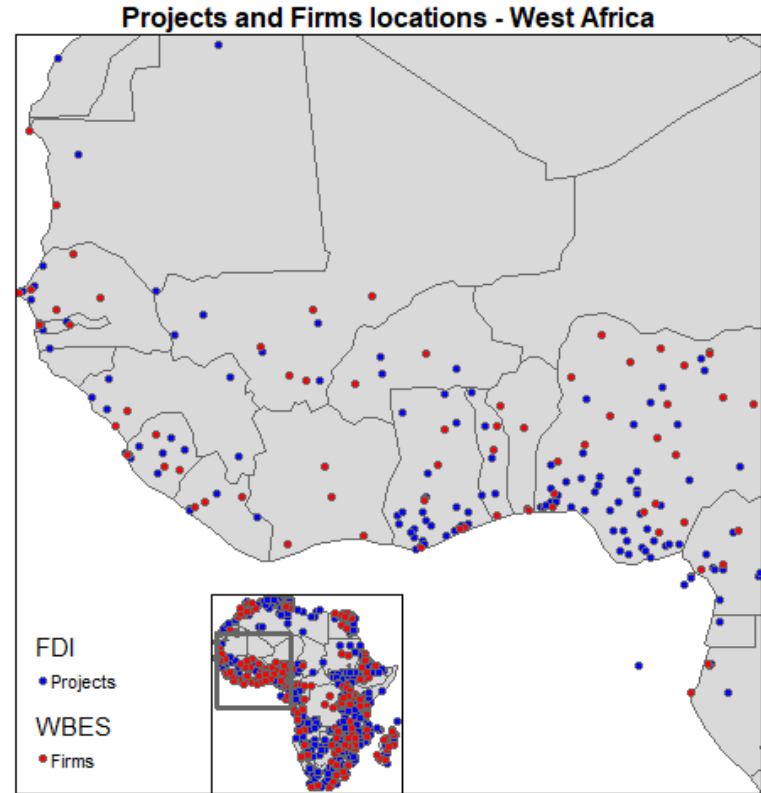 Projects and Firms locations - West Africa
FDI
Projects
WBES
Firms